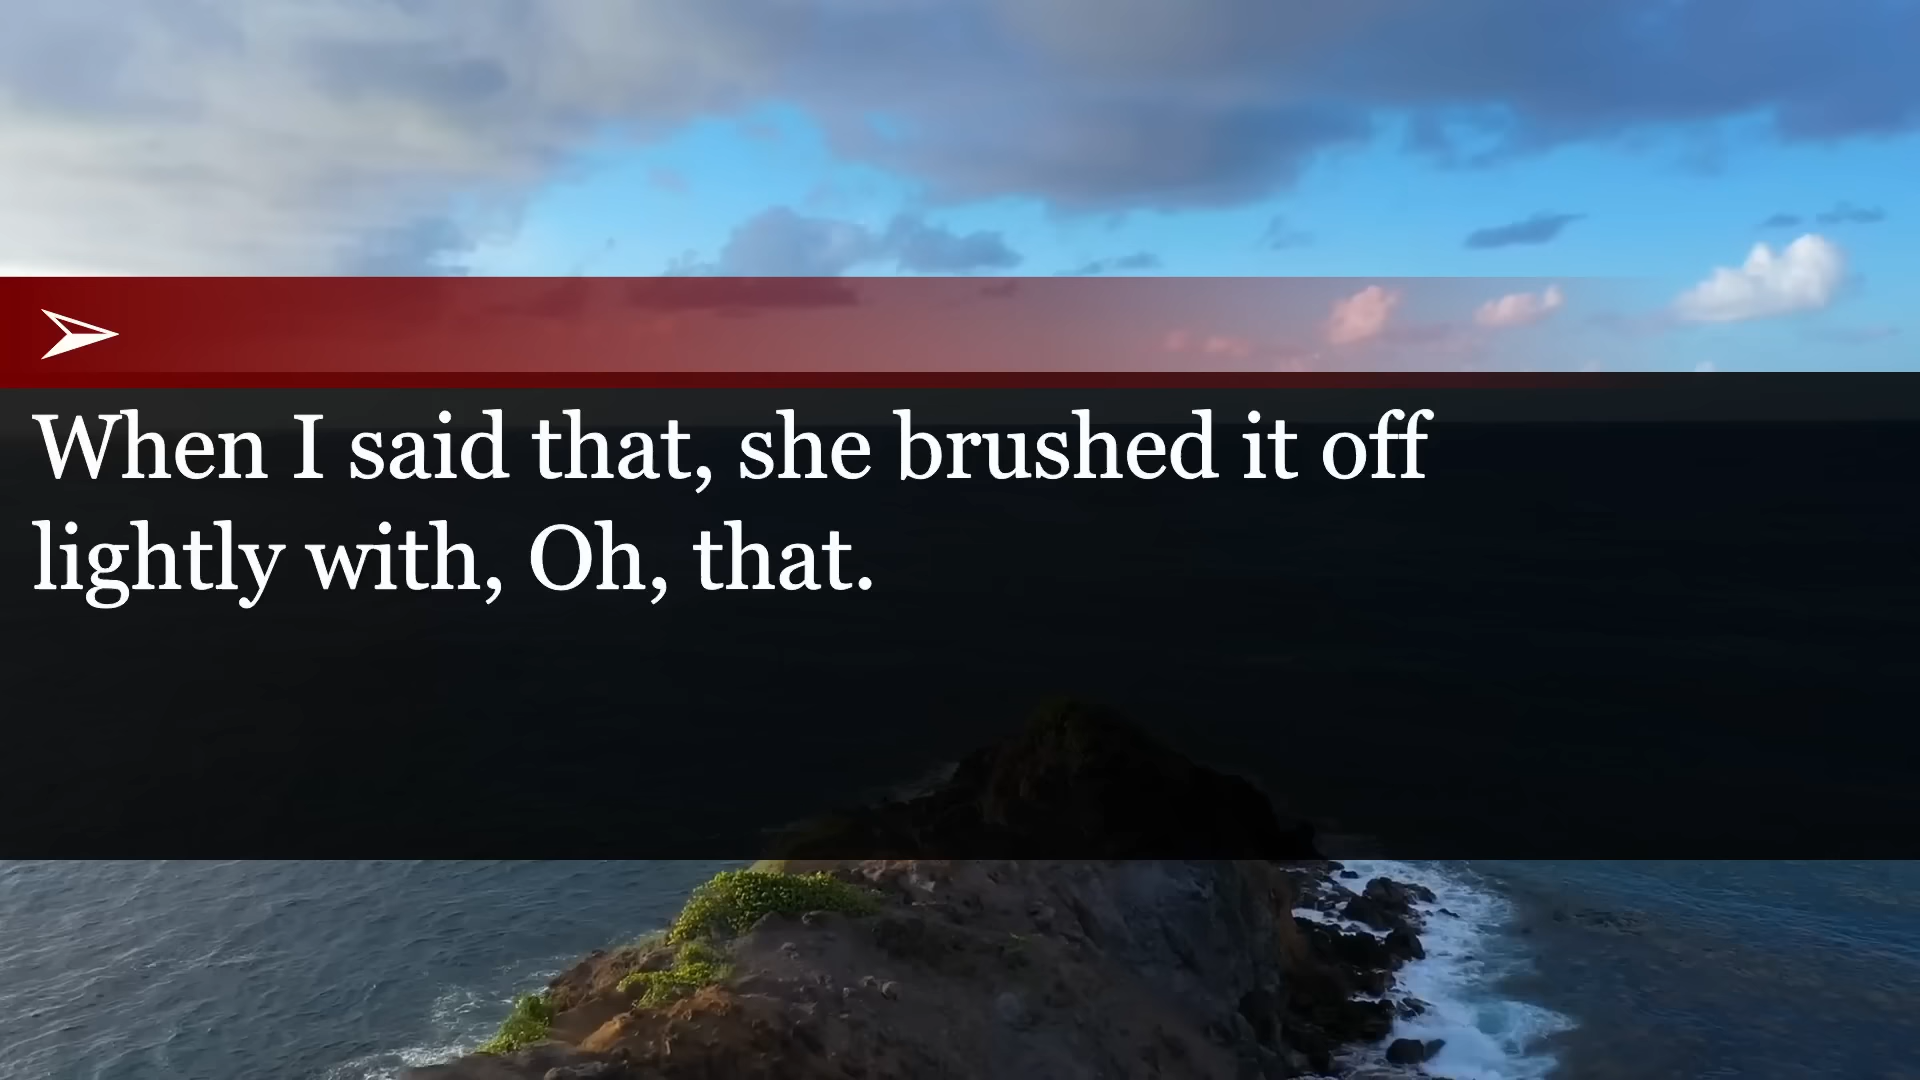 When I said that, she brushed it off
lightly with, Oh, that.